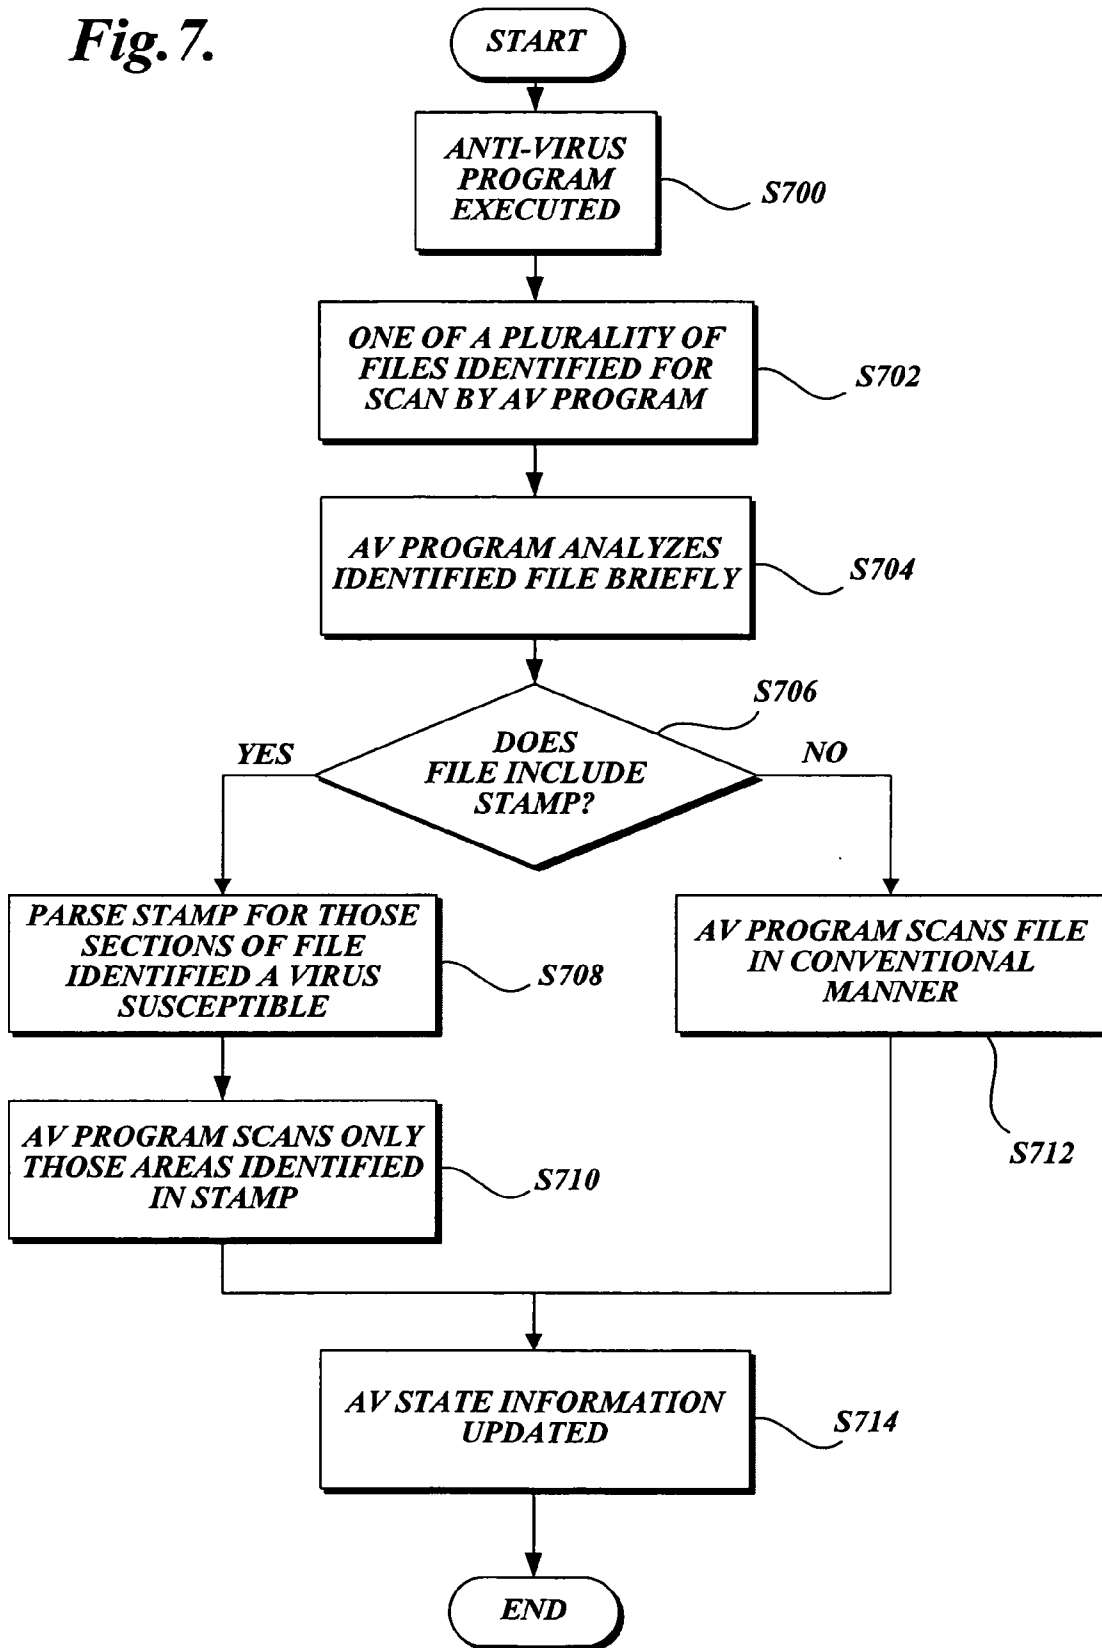 Fig. 7.
START
ANTI-VIRUS
PROGRAM
EXECUTED
S700
ONE OF A PLURALITY OF
FILES IDENTIFIED FOR
SCAN BY AV PROGRAM
S702
AV PROGRAM ANALYZES
IDENTIFIED FILE BRIEFLY
S704
S706
DOES
FILE INCLUDE
STAMP?
YES
NO
PARSE STAMP FOR THOSE
SECTIONS OF FILE
IDENTIFIED A VIRUS
SUSCEPTIBLE
S708
AV PROGRAM SCANS FILE
IN CONVENTIONAL
MANNER
S712
AV PROGRAM SCANS ONLY
THOSE AREAS IDENTIFIED
IN STAMP
S710
AV STATE INFORMATION
UPDATED
S714
END